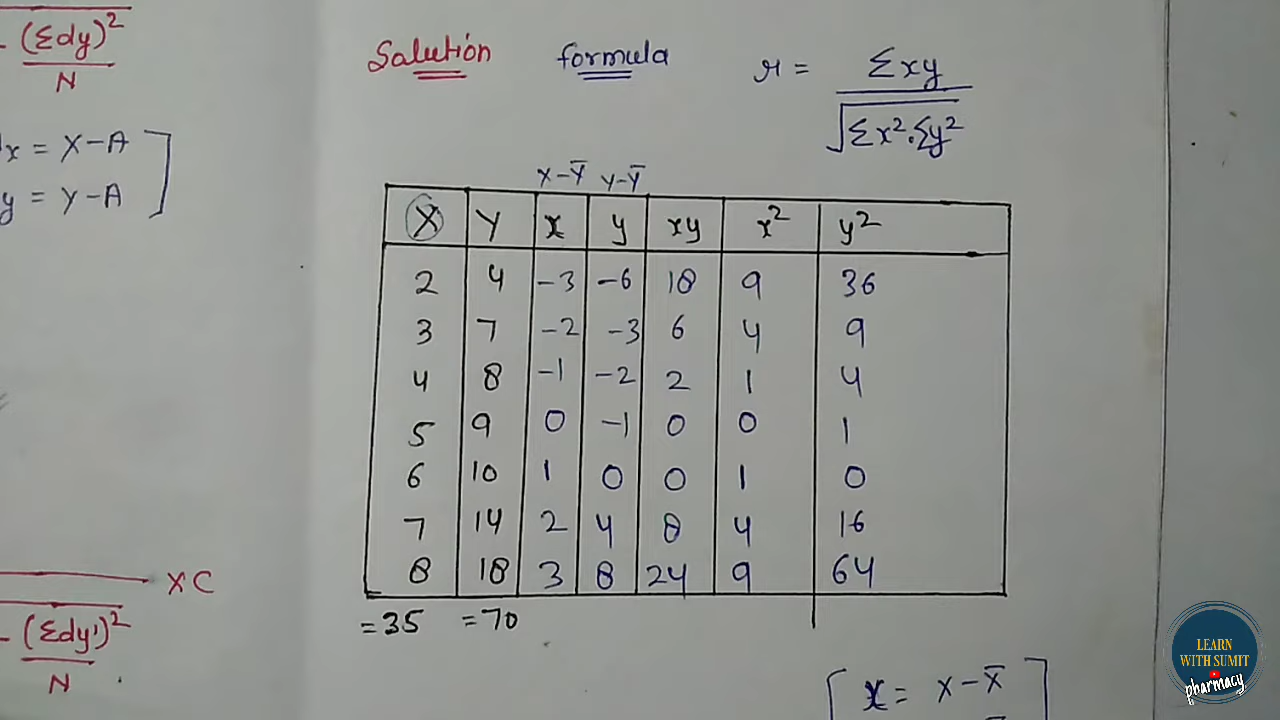 - (Σdy)²
N
x = X-A
y = Y-A
XC
- (Σdy')²
N
Salution formula r = Σxy
√Σx².Σy²
X-Y̅ Y-Y̅
X Y x y xy x² y²
2 4 -3 -6 18 9 36
3 7 -2 -3 6 4 9
4 8 -1 -2 2 1 4
5 9 0 -1 0 0 1
6 10 1 0 0 1 0
7 14 2 4 8 4 16
8 18 3 8 24 9 64
=35 =70
[x = X-X̅]
LEARN
WITH SUMIT
pharmacy